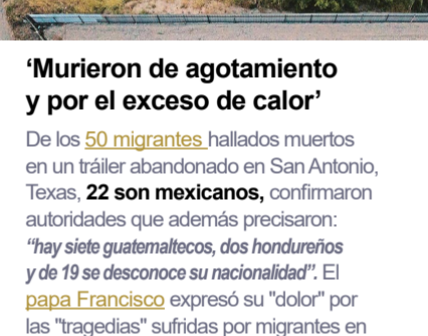 ‘Murieron de agotamiento
y por el exceso de calor’
De los 50 migrantes hallados muertos
en un tráiler abandonado en San Antonio,
Texas, 22 son mexicanos, confirmaron
autoridades que además precisaron:
“hay siete guatemaltecos, dos hondureños
y de 19 se desconoce su nacionalidad”. El
papa Francisco expresó su "dolor" por
las "tragedias" sufridas por migrantes en